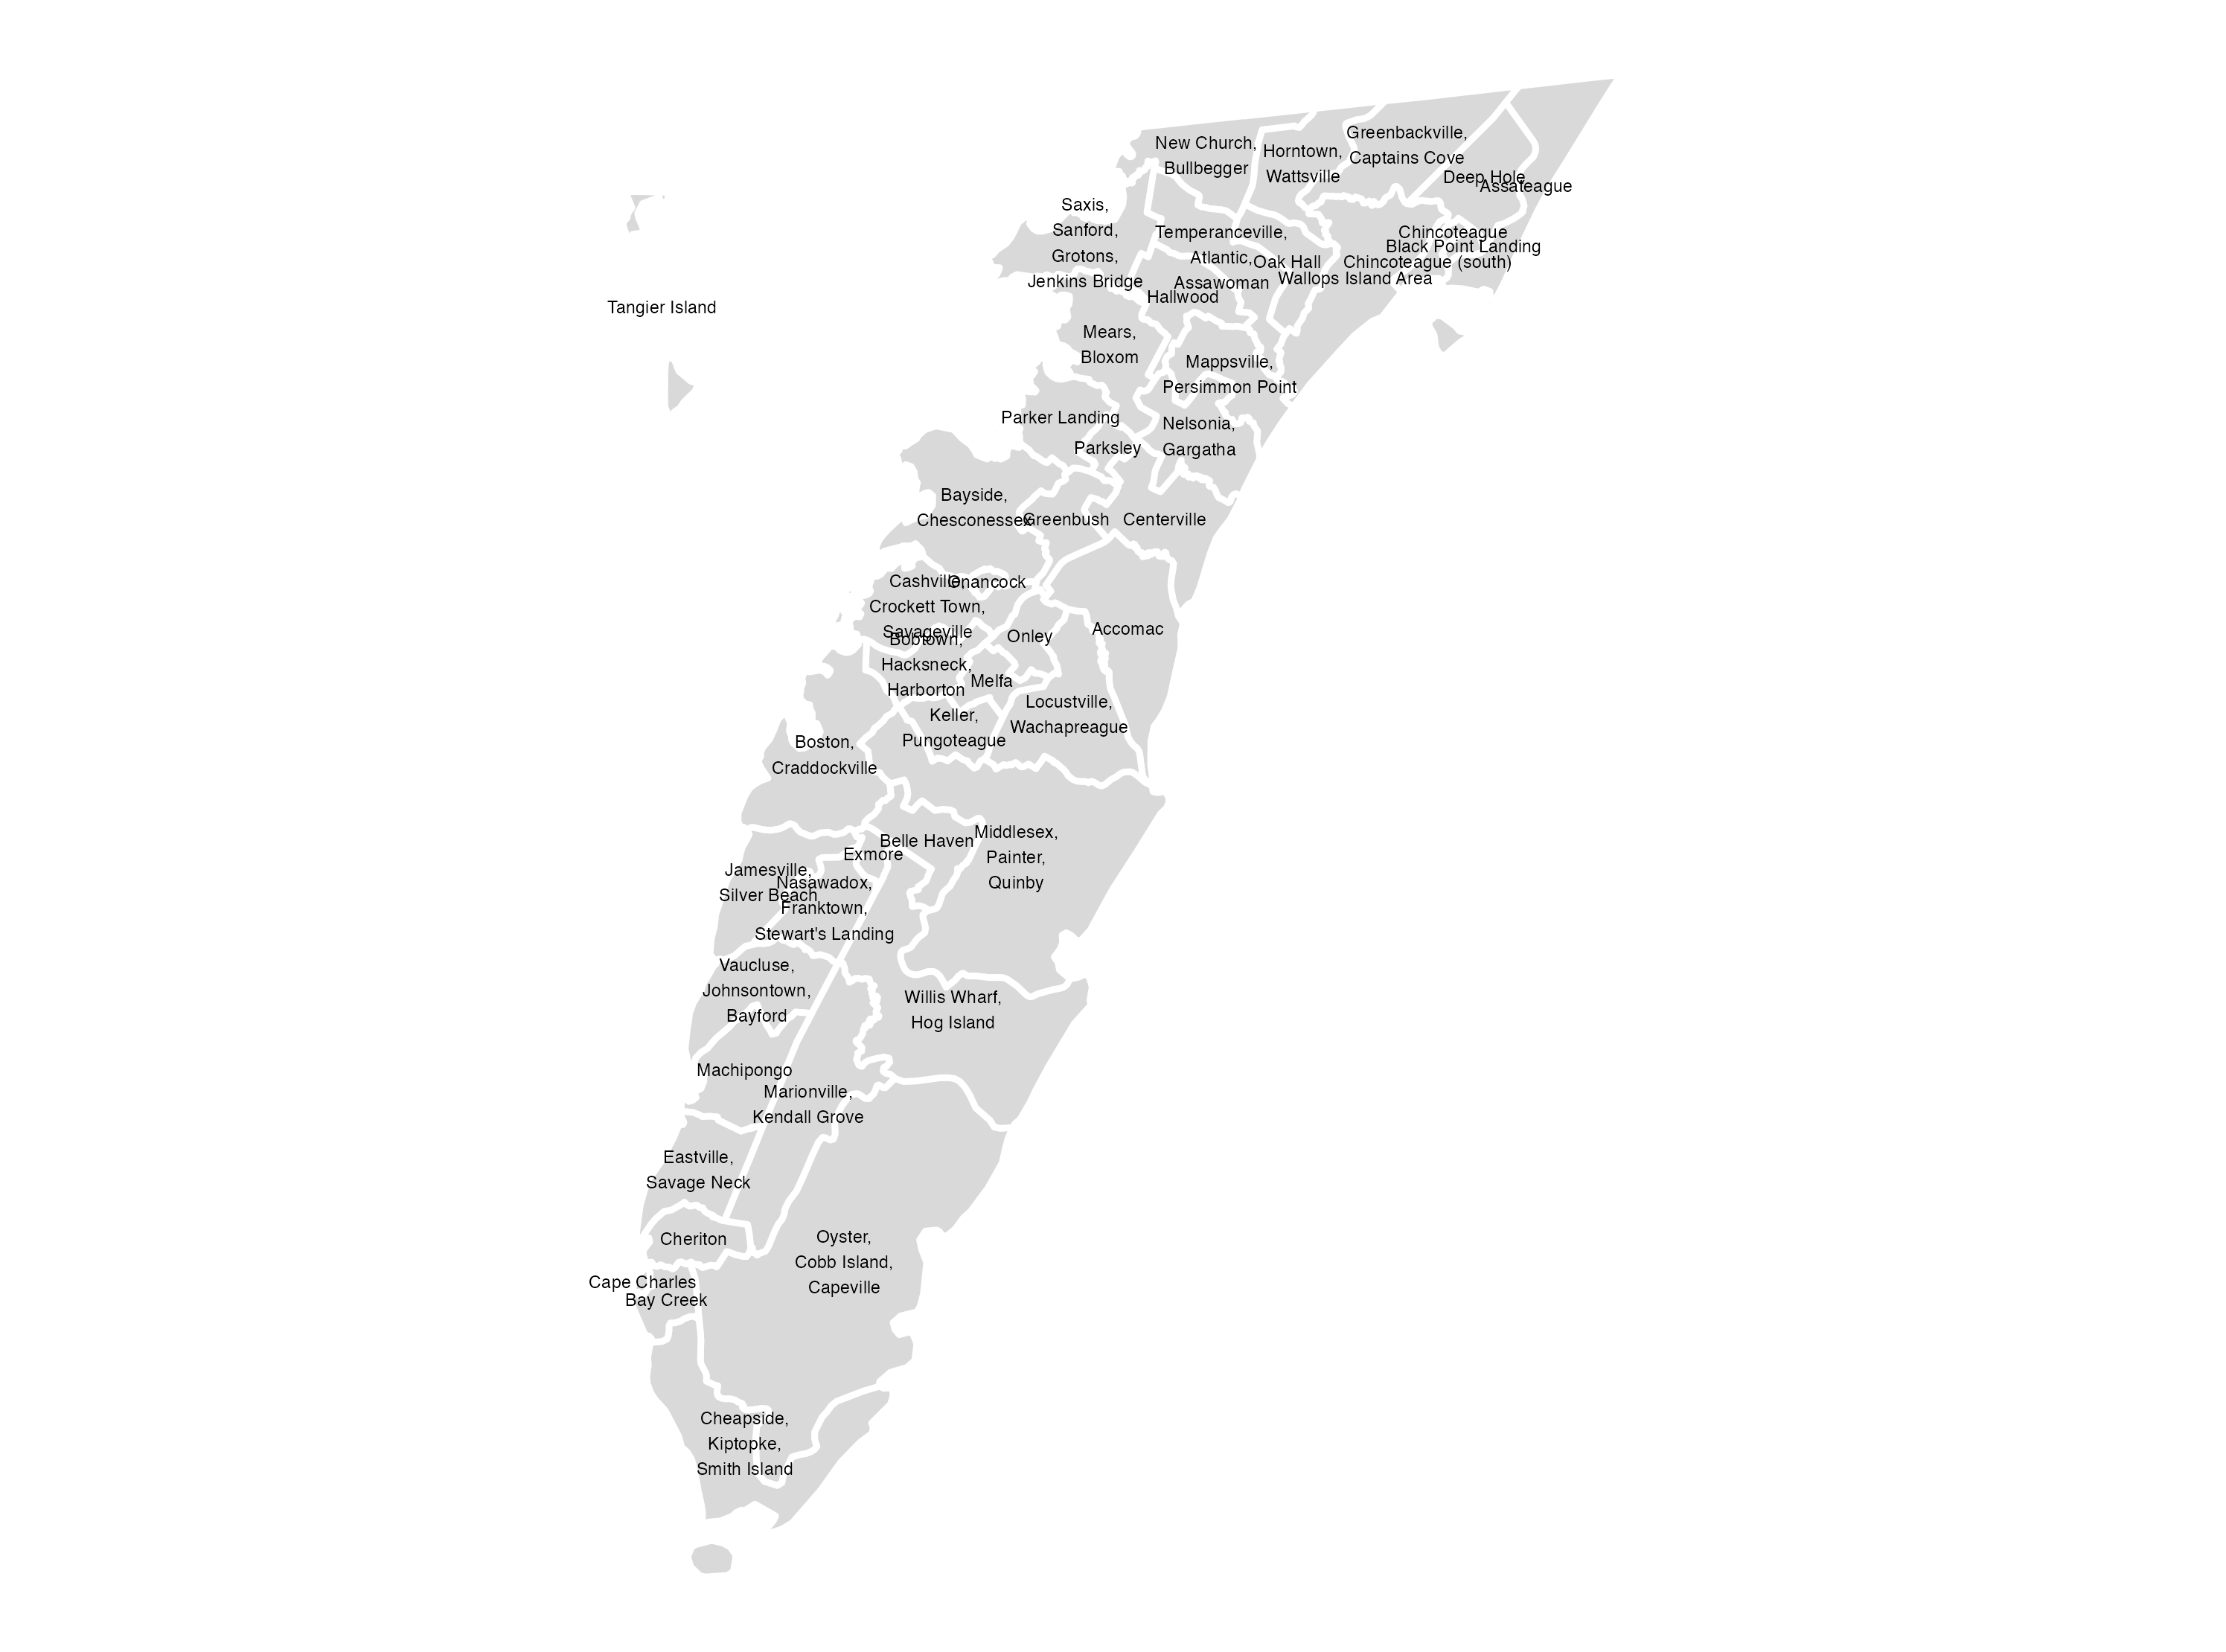 New Church,
Bullbegger
Horntown,
Wattsville
Greenbackville,
Captains Cove
Deep Hole
Assateague
Saxis,
Sanford,
Grotons,
Jenkins Bridge
Temperanceville,
Atlantic,
Assawoman
Oak Hall
Chincoteague
Black Point Landing
Chincoteague (south)
Wallops Island Area
Hallwood
Tangier Island
Mears,
Bloxom
Mappsville,
Persimmon Point
Parker Landing
Parksley
Nelsonia,
Gargatha
Bayside,
Chesconessex
Greenbush
Centerville
Cashville,
Crockett Town,
Savageville
Onancock
Bobtown,
Hacksneck,
Harborton
Onley
Accomac
Melfa
Locustville,
Wachapreague
Keller,
Pungoteague
Boston,
Craddockville
Belle Haven
Middlesex,
Painter,
Quinby
Exmore
Jamesville,
Silver Beach
Nasawadox,
Franktown,
Stewart's Landing
Vaucluse,
Johnsontown,
Bayford
Willis Wharf,
Hog Island
Machipongo
Marionville,
Kendall Grove
Eastville,
Savage Neck
Cheriton
Oyster,
Cobb Island,
Capeville
Cape Charles
Bay Creek
Cheapside,
Kiptopke,
Smith Island